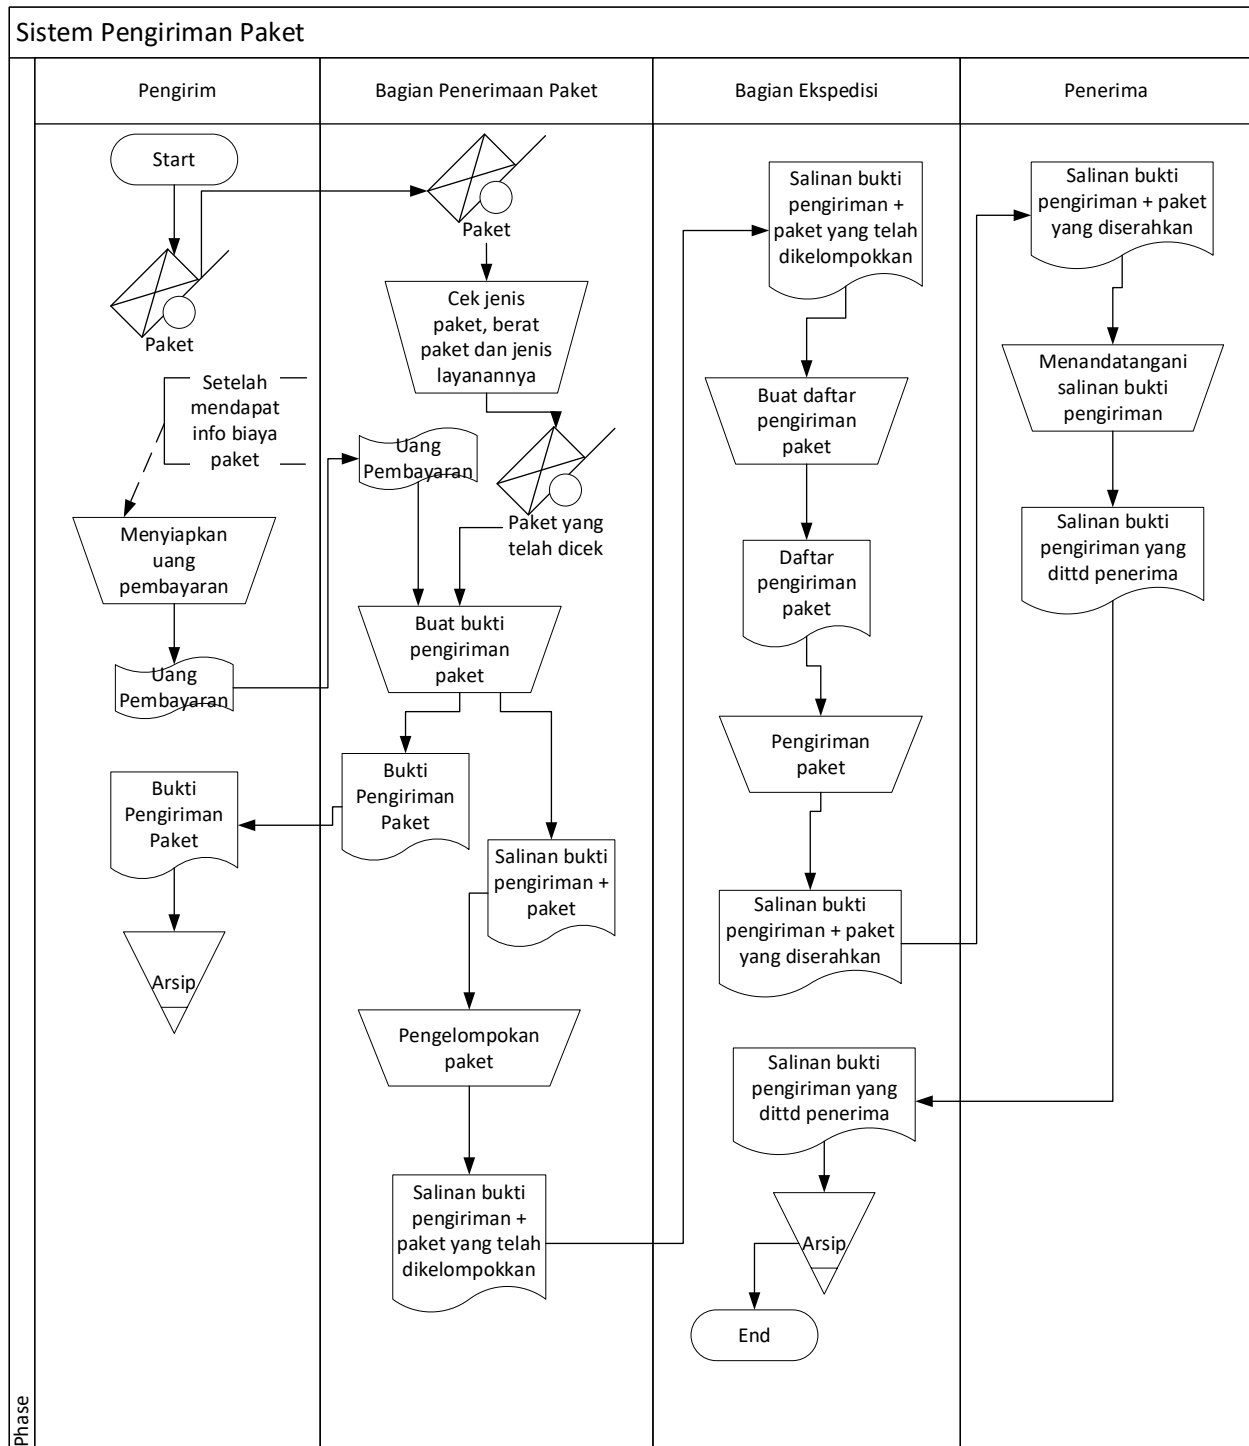 Sistem Pengiriman Paket
Phase
Pengirim
Bagian Penerimaan Paket
Bagian Ekspedisi
Penerima
Start
Paket
Setelah
mendapat
info biaya
paket
Menyiapkan
uang
pembayaran
Uang
Pembayaran
Bukti
Pengiriman
Paket
Arsip
Paket
Cek jenis
paket, berat
paket dan jenis
layanannya
Uang
Pembayaran
Paket yang
telah dicek
Buat bukti
pengiriman
paket
Bukti
Pengiriman
Paket
Salinan bukti
pengiriman +
paket
Pengelompokan
paket
Salinan bukti
pengiriman +
paket yang telah
dikelompokkan
Salinan bukti
pengiriman +
paket yang telah
dikelompokkan
Buat daftar
pengiriman
paket
Daftar
pengiriman
paket
Pengiriman
paket
Salinan bukti
pengiriman + paket
yang diserahkan
Salinan bukti
pengiriman yang
dittd penerima
Arsip
End
Salinan bukti
pengiriman + paket
yang diserahkan
Menandatangani
salinan bukti
pengiriman
Salinan bukti
pengiriman yang
dittd penerima